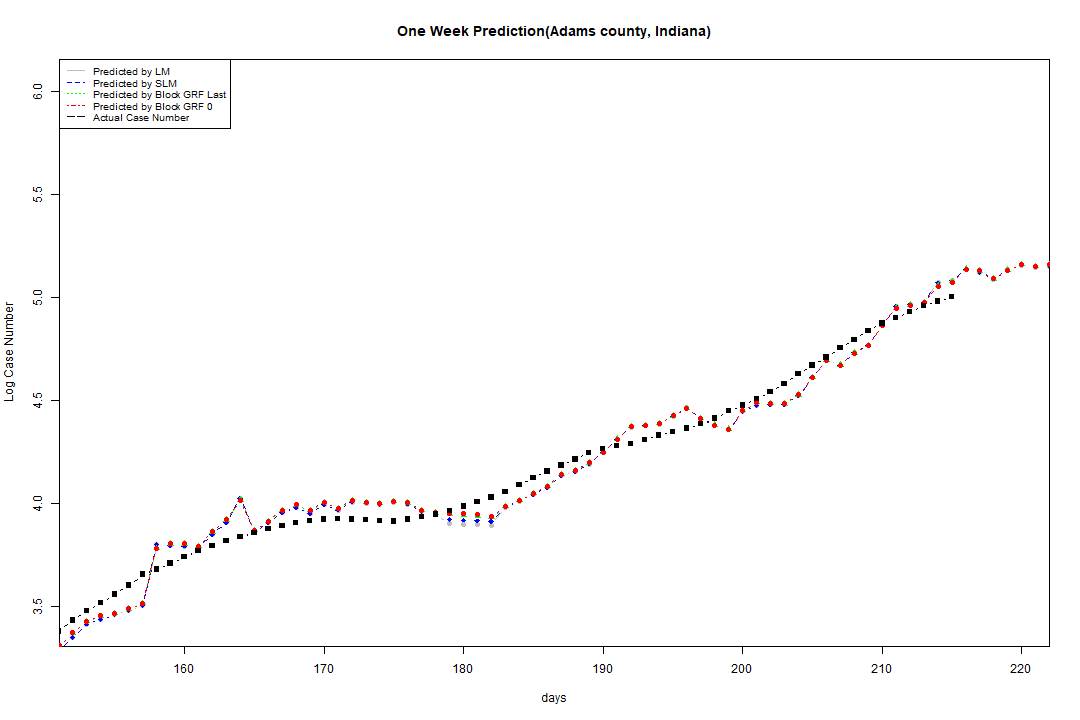 One Week Prediction(Adams county, Indiana)
Predicted by LM
Predicted by SLM
Predicted by Block GRF Last
Predicted by Block GRF 0
Actual Case Number
6.0
5.5
5.0
4.5
4.0
3.5
Log Case Number
160 170 180 190 200 210 220
days